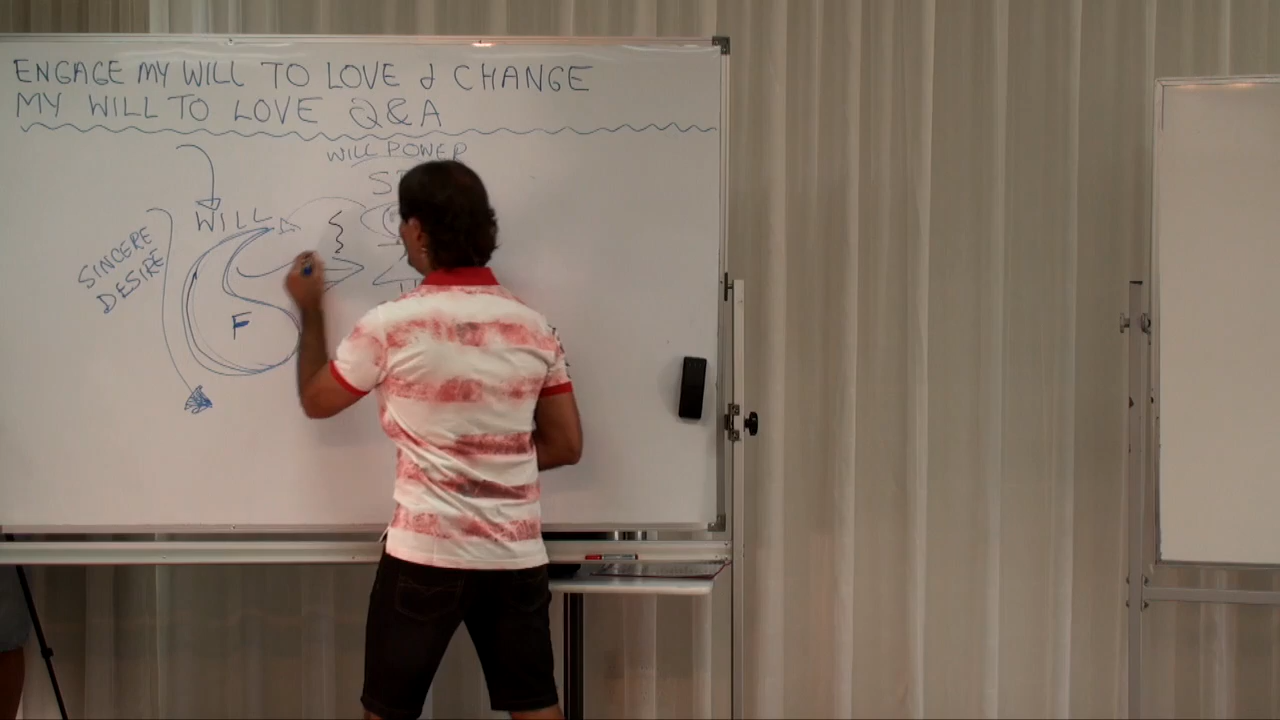 ENGAGE MY WILL TO LOVE & CHANGE
MY WILL TO LOVE Q&A
WILL POWER
WILL
SINCERE
DESIRE
F